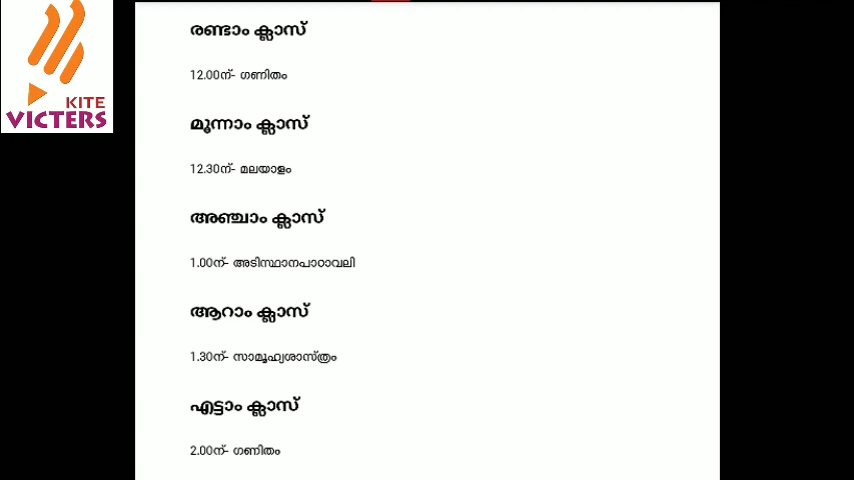 KITE
VICTERS
രണ്ടാം ക്ലാസ്
12.00ന്- ഗണിതം
മൂന്നാം ക്ലാസ്
12.30ന്- മലയാളം
അഞ്ചാം ക്ലാസ്
1.00ന്- അടിസ്ഥാനപാഠാവലി
ആറാം ക്ലാസ്
1.30ന്- സാമൂഹ്യശാസ്ത്രം
എട്ടാം ക്ലാസ്
2.00ന്- ഗണിതം